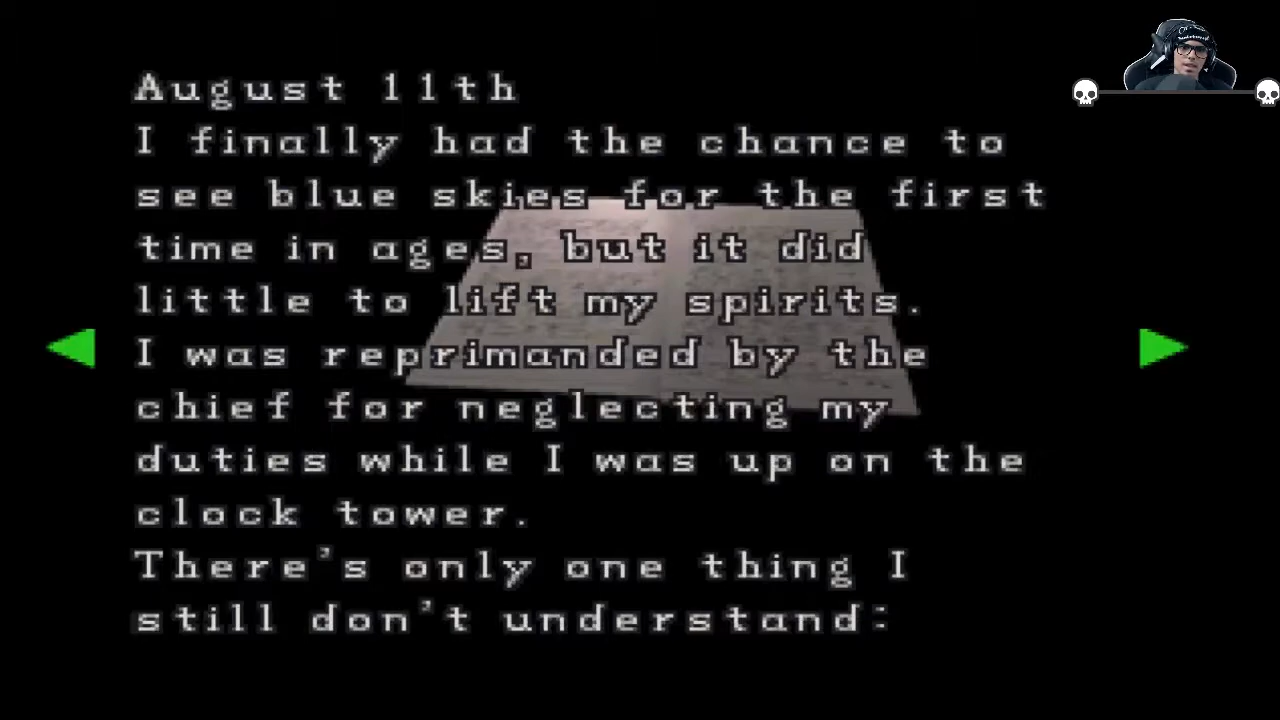 August 11th
I finally had the chance to
see blue skies for the first
time in ages, but it did
little to lift my spirits.
I was reprimanded by the
chief for neglecting my
duties while I was up on the
clock tower.
There's only one thing I
still don't understand: